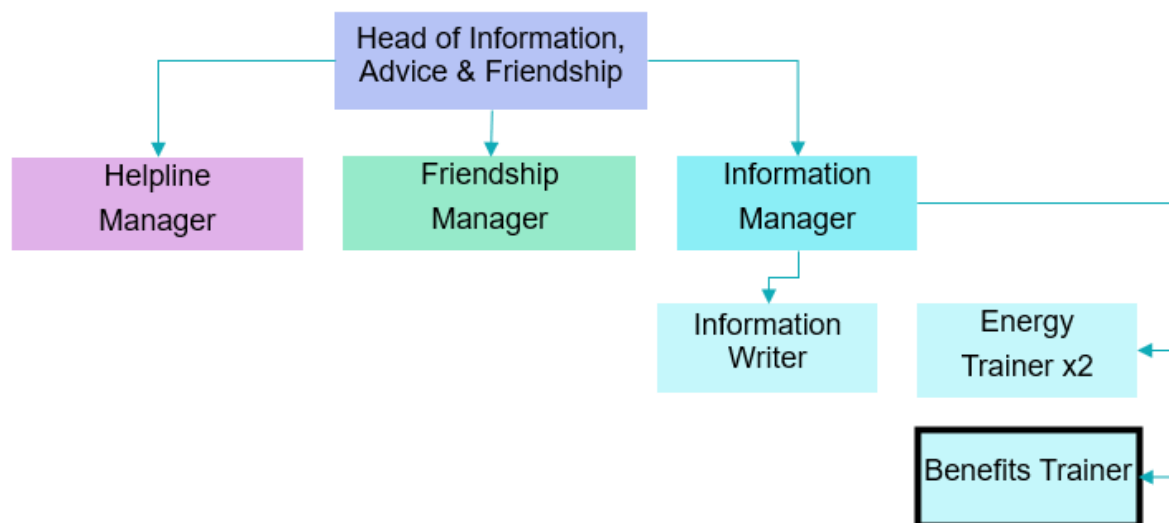 Head of Information,
Advice & Friendship
Helpline
Manager
Friendship
Manager
Information
Manager
Information
Writer
Energy
Trainer x2
Benefits Trainer